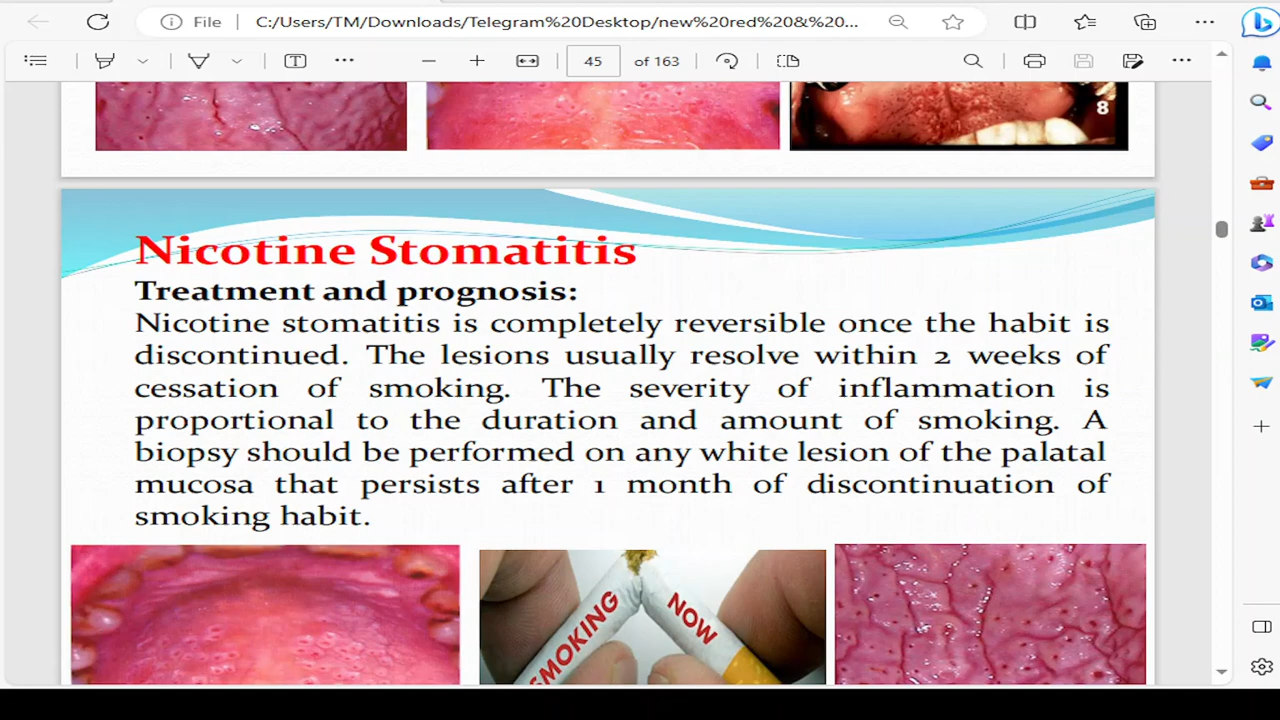 File C:/Users/TM/Downloads/Telegram%20Desktop/new%20red%20&%20...
45 of 163
8
Nicotine Stomatitis
Treatment and prognosis:
Nicotine stomatitis is completely reversible once the habit is
discontinued. The lesions usually resolve within 2 weeks of
cessation of smoking. The severity of inflammation is
proportional to the duration and amount of smoking. A
biopsy should be performed on any white lesion of the palatal
mucosa that persists after 1 month of discontinuation of
smoking habit.
SMOKING
NOW